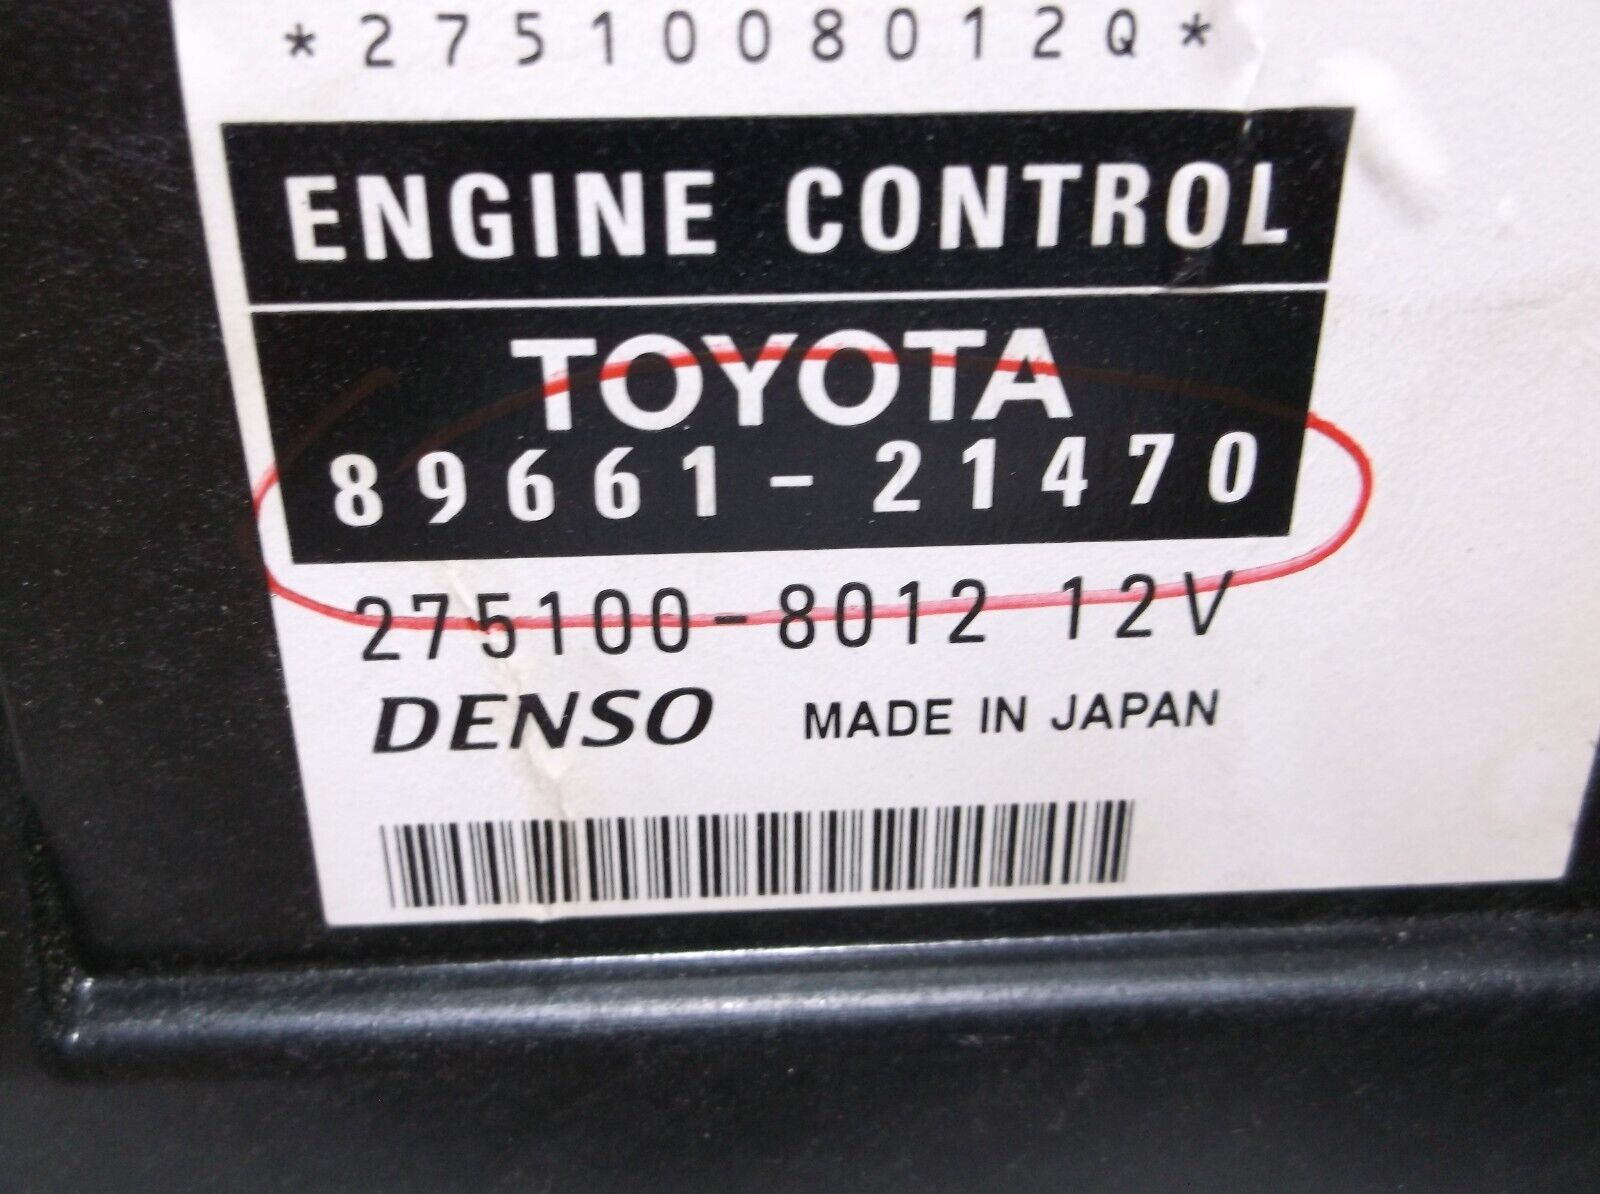 *2751008012Q*
ENGINE CONTROL
TOYOTA
89661-21470
275100-8012 12V
DENSO MADE IN JAPAN